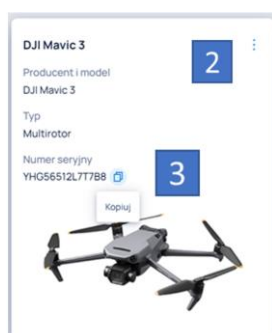 DJI Mavic 3
2
Producent i model
DJI Mavic 3
Typ
Multirotor
Numer seryjny
YHG56512L7T7B8
3
Kopiuj